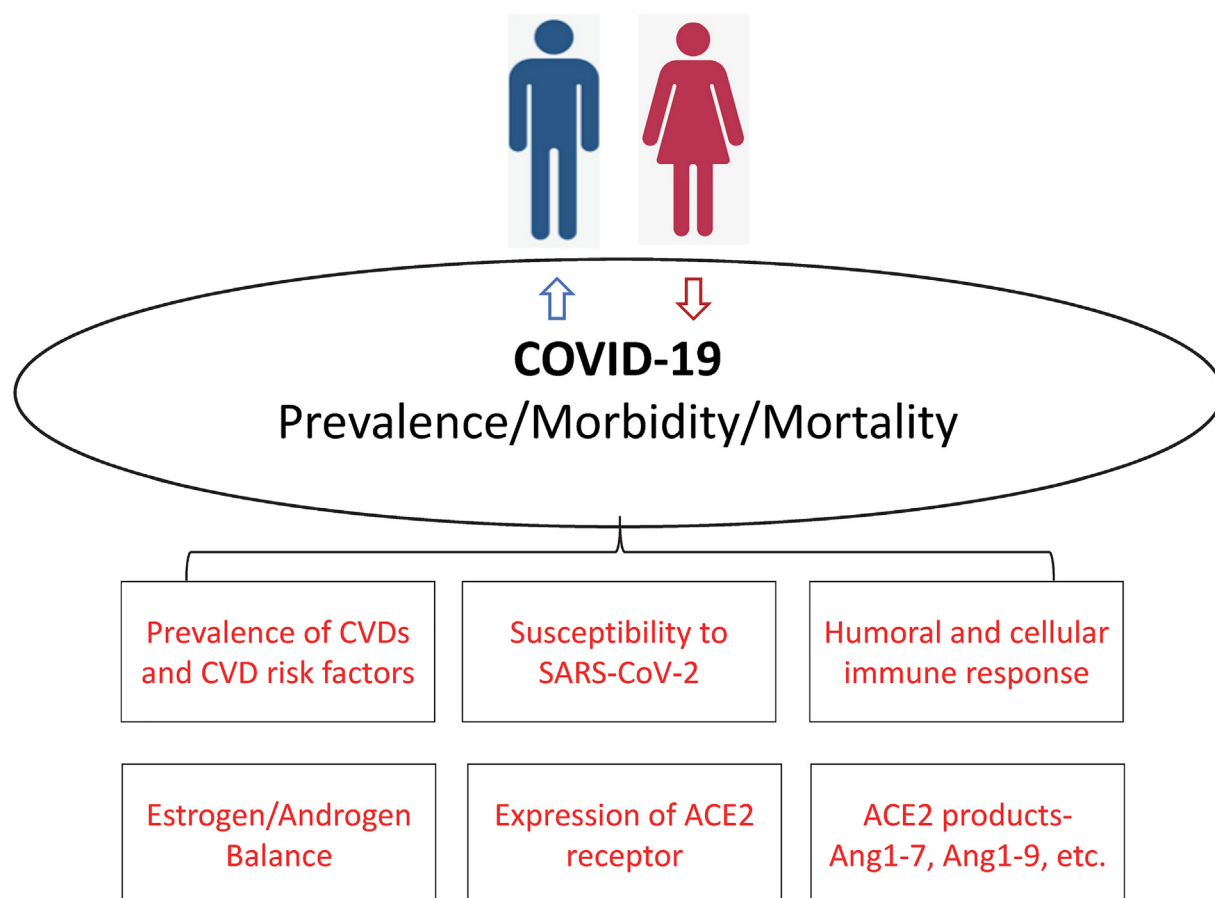 COVID-19
Prevalence/Morbidity/Mortality
Prevalence of CVDs
and CVD risk factors
Susceptibility to
SARS-CoV-2
Humoral and cellular
immune response
Estrogen/Androgen
Balance
Expression of ACE2
receptor
ACE2 products-
Ang1-7, Ang1-9, etc.